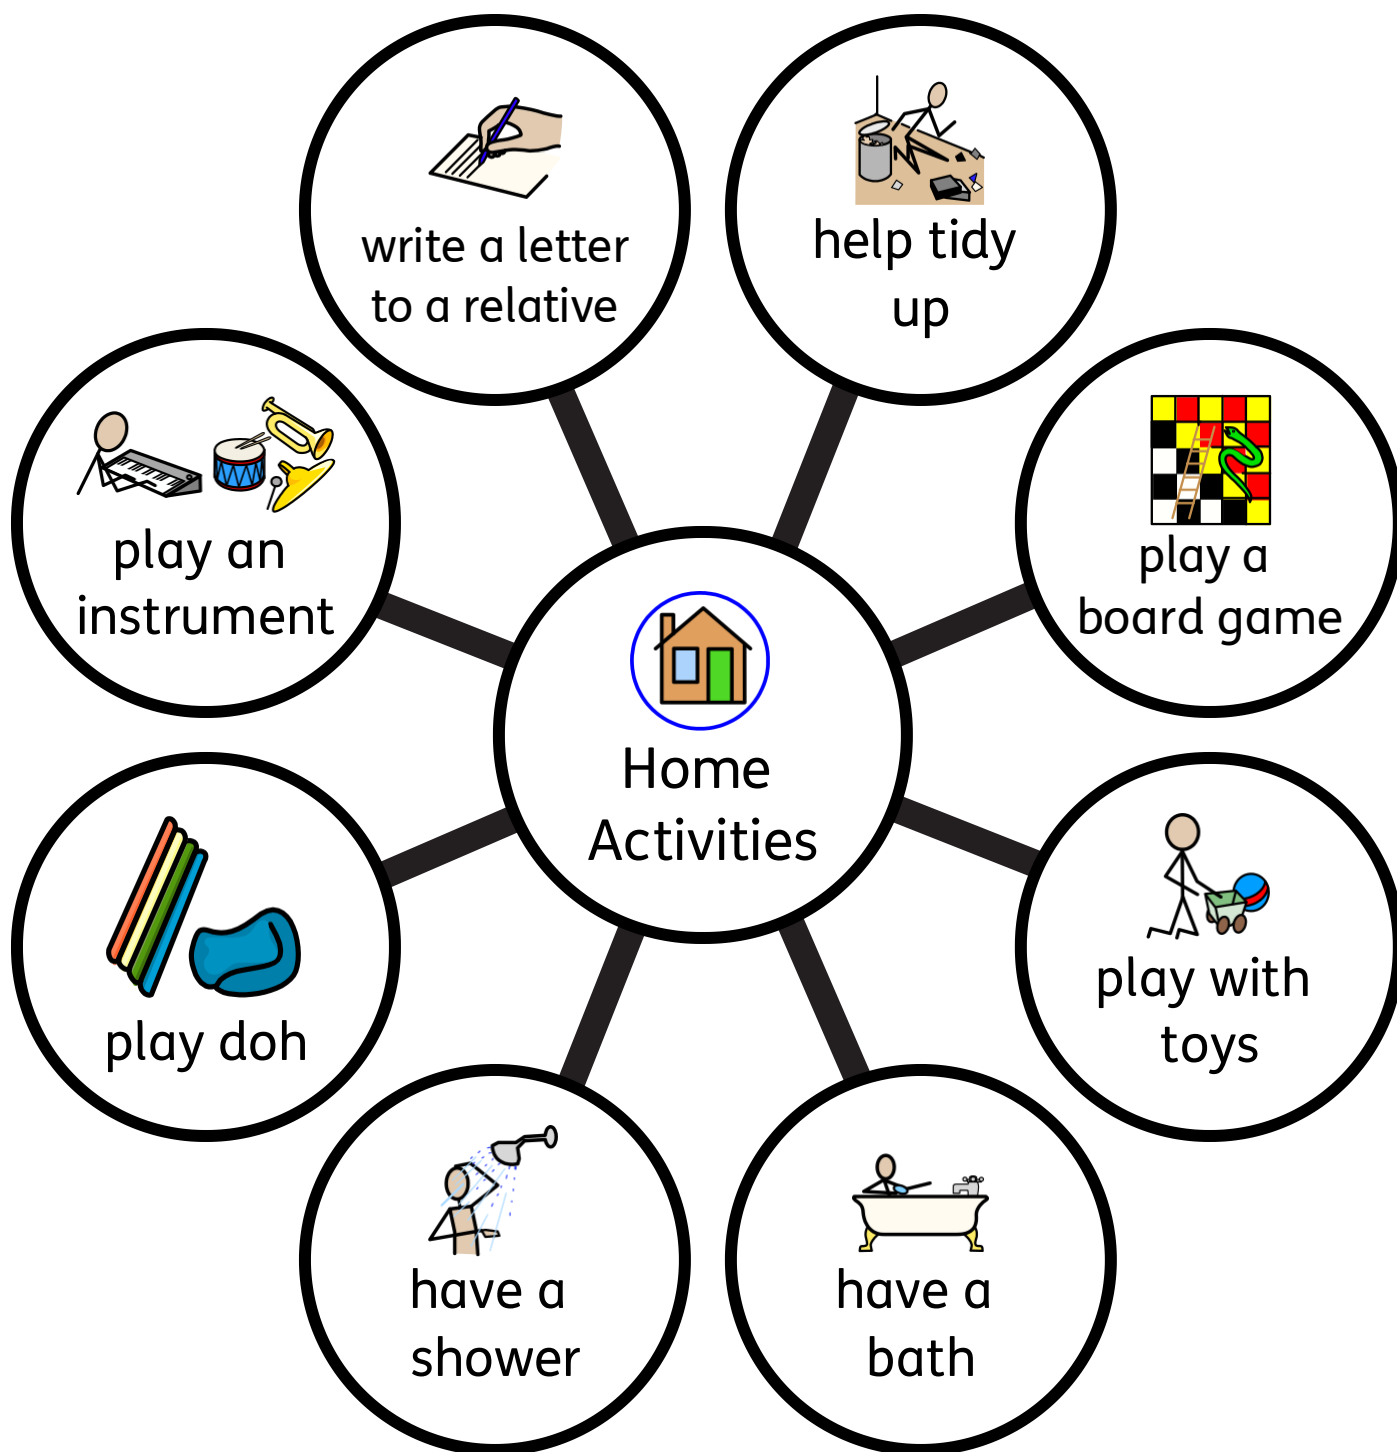 write a letter
to a relative
help tidy
up
play an
instrument
play a
board game
Home
Activities
play doh
play with
toys
have a
shower
have a
bath